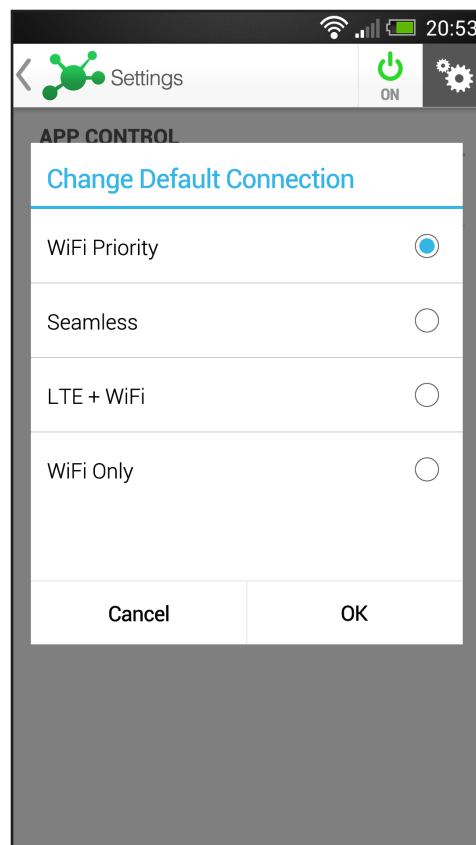 20:53
Settings
ON
APP CONTROL
Change Default Connection
WiFi Priority
Seamless
LTE + WiFi
WiFi Only
Cancel OK